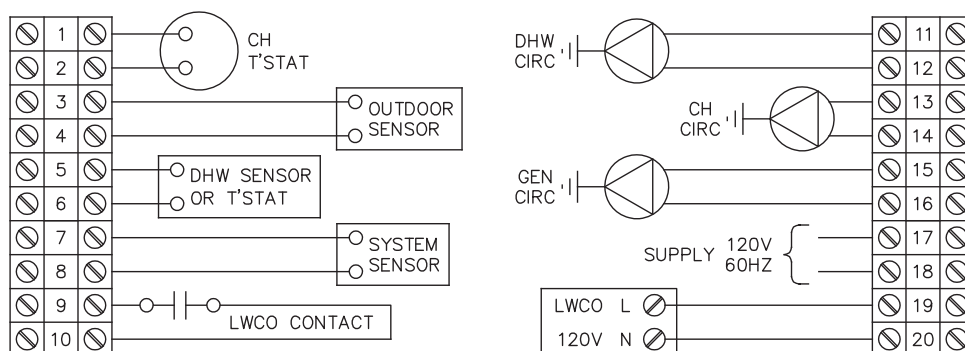 1
CH
2
T'STAT
3
OUTDOOR
4
SENSOR
5
DHW SENSOR
6
OR T'STAT
7
SYSTEM
8
SENSOR
9
LWCO CONTACT
10
DHW
CIRC
11
12
CH
CIRC
13
14
GEN
CIRC
15
16
SUPPLY 120V
60HZ
17
18
LWCO L
19
120V N
20